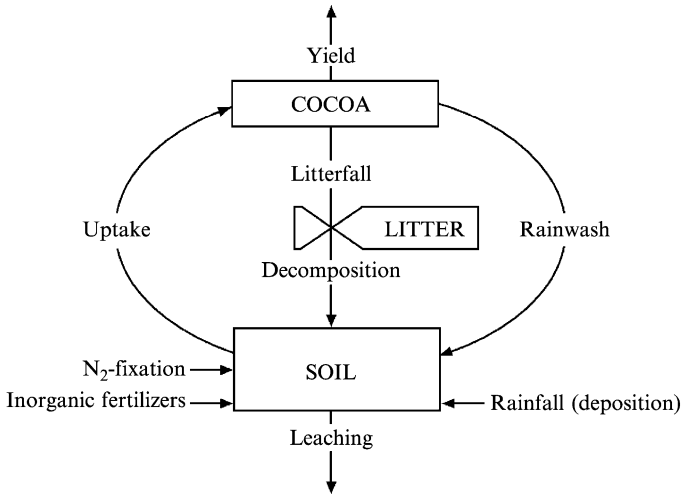 Yield
COCOA
Litterfall
Uptake
LITTER
Rainwash
Decomposition
N₂-fixation
SOIL
Inorganic fertilizers
Rainfall (deposition)
Leaching